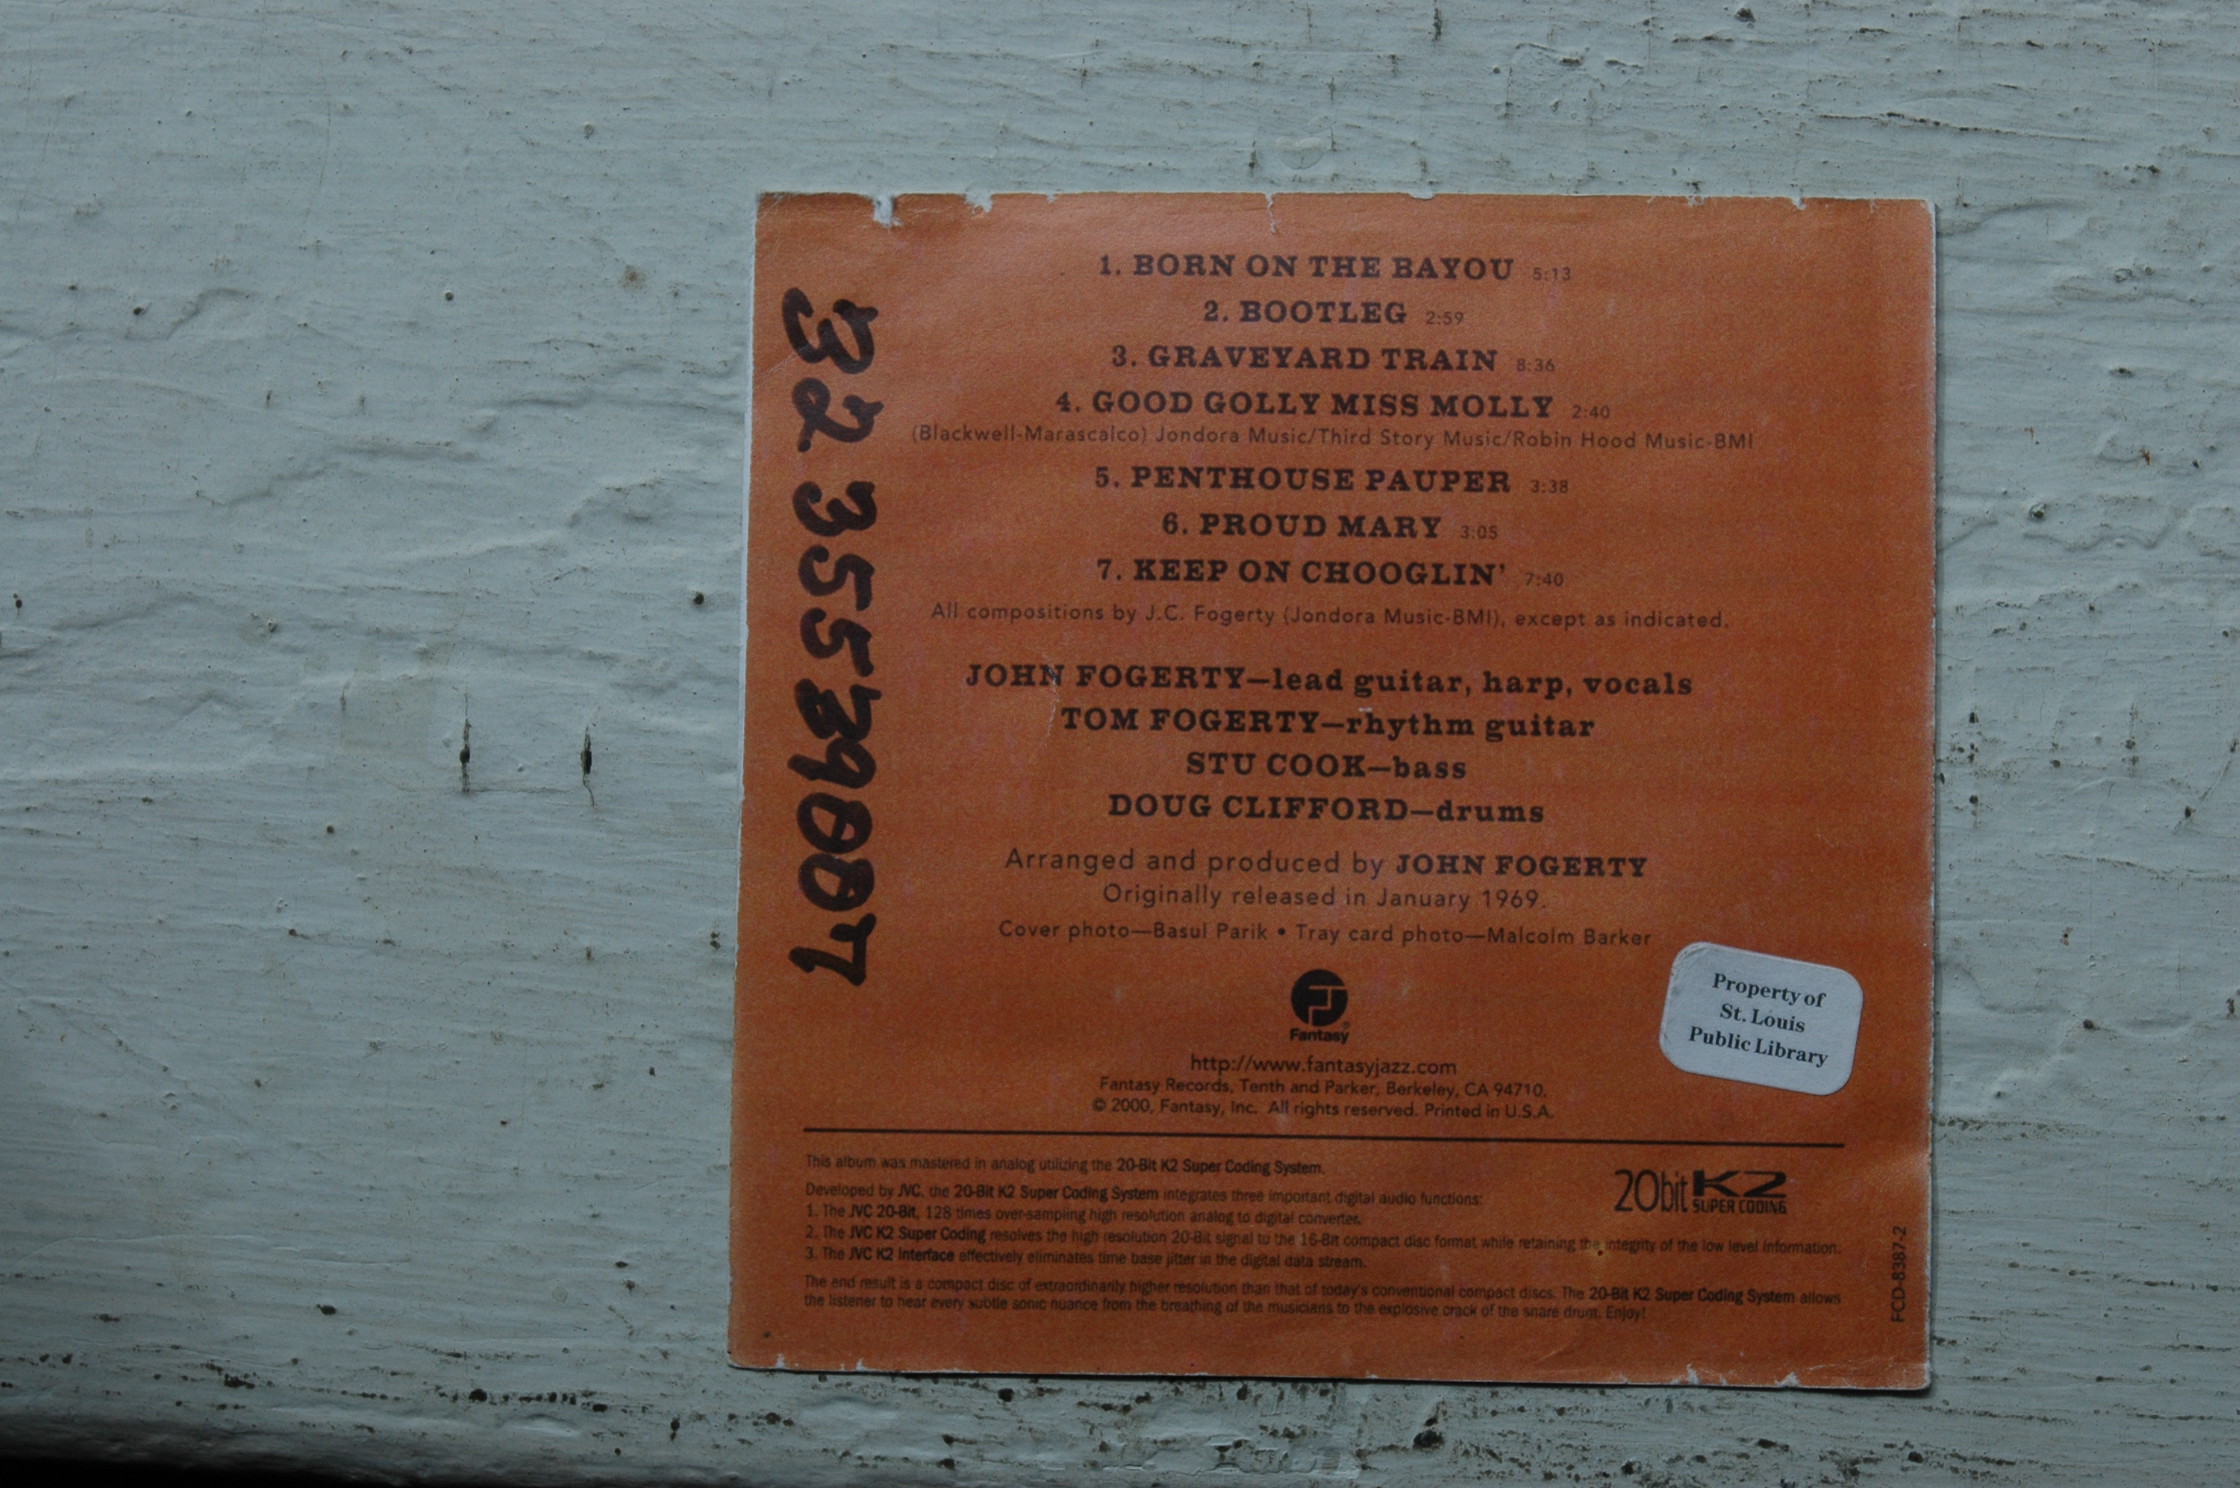 1. BORN ON THE BAYOU 5:13
2. BOOTLEG 2:59
3. GRAVEYARD TRAIN 8:36
4. GOOD GOLLY MISS MOLLY 2:40
(Blackwell-Marascalco) Jondora Music/Third Story Music/Robin Hood Music-BMI
5. PENTHOUSE PAUPER 3:38
6. PROUD MARY 3:05
7. KEEP ON CHOOGLIN' 7:40
All compositions by J.C. Fogerty (Jondora Music-BMI), except as indicated.
JOHN FOGERTY—lead guitar, harp, vocals
TOM FOGERTY—rhythm guitar
STU COOK—bass
DOUG CLIFFORD—drums
Arranged and produced by JOHN FOGERTY
Originally released in January 1969.
Cover photo—Basul Parik • Tray card photo—Malcolm Barker
Fantasy®
http://www.fantasyjazz.com
Fantasy Records, Tenth and Parker, Berkeley, CA 94710.
© 2000, Fantasy, Inc. All rights reserved. Printed in U.S.A.
Property of
St. Louis
Public Library
This album was mastered in analog utilizing the 20-Bit K2 Super Coding System.
Developed by JVC, the 20-Bit K2 Super Coding System integrates three important digital audio functions:
1. The JVC 20-Bit, 128 times over-sampling high resolution analog to digital converter.
2. The JVC K2 Super Coding resolves the high resolution 20-Bit signal to the 16-Bit compact disc format while retaining the integrity of the low level information.
3. The JVC K2 Interface effectively eliminates time base jitter in the digital data stream.
The end result is a compact disc of extraordinarily higher resolution than that of today's conventional compact discs. The 20-Bit K2 Super Coding System allows
the listener to hear every subtle sonic nuance from the breathing of the musicians to the explosive crack of the snare drum. Enjoy!
20bit K2
SUPER CODING
FCD-8387-2